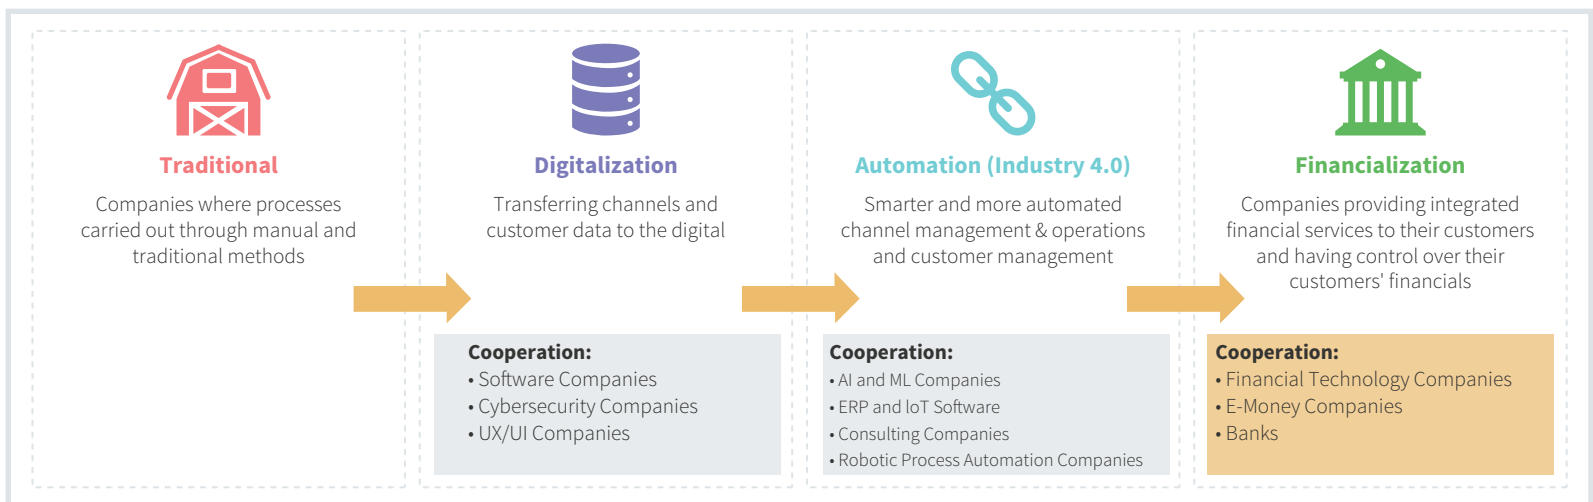 Traditional
Companies where processes
carried out through manual and
traditional methods
Digitalization
Transferring channels and
customer data to the digital
Cooperation:
• Software Companies
• Cybersecurity Companies
• UX/UI Companies
Automation (Industry 4.0)
Smarter and more automated
channel management & operations
and customer management
Cooperation:
• AI and ML Companies
• ERP and loT Software
• Consulting Companies
• Robotic Process Automation Companies
Financialization
Companies providing integrated
financial services to their customers
and having control over their
customers' financials
Cooperation:
• Financial Technology Companies
• E-Money Companies
• Banks